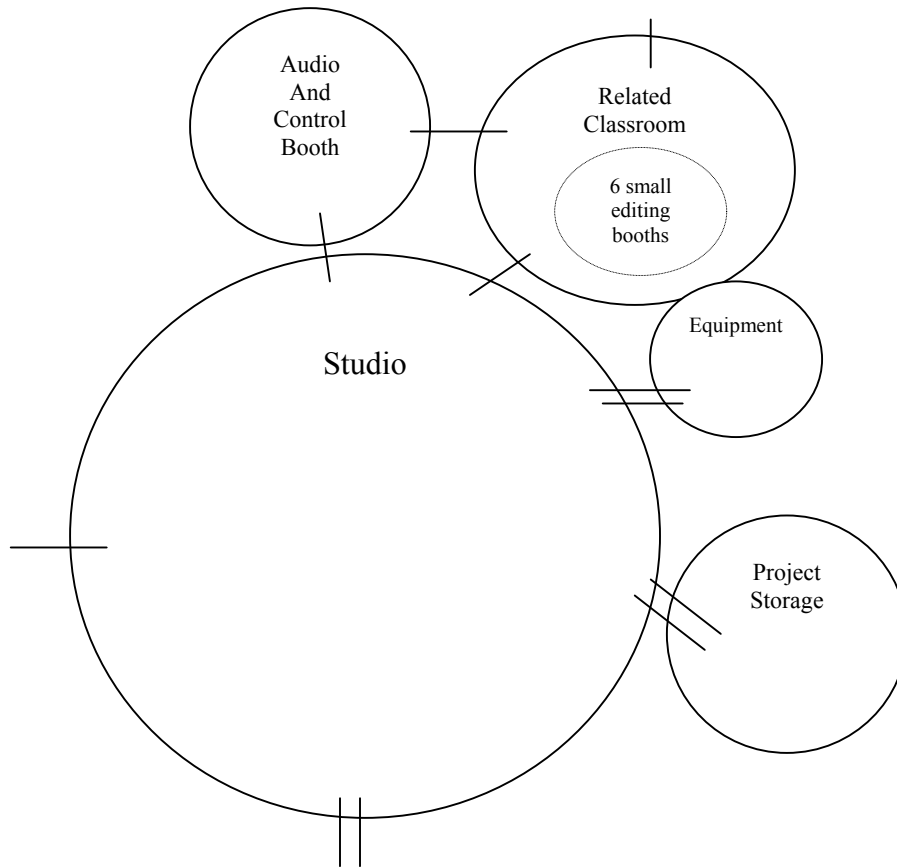 Audio
And
Control
Booth
Related
Classroom
6 small
editing
booths
Equipment
Studio
Project
Storage